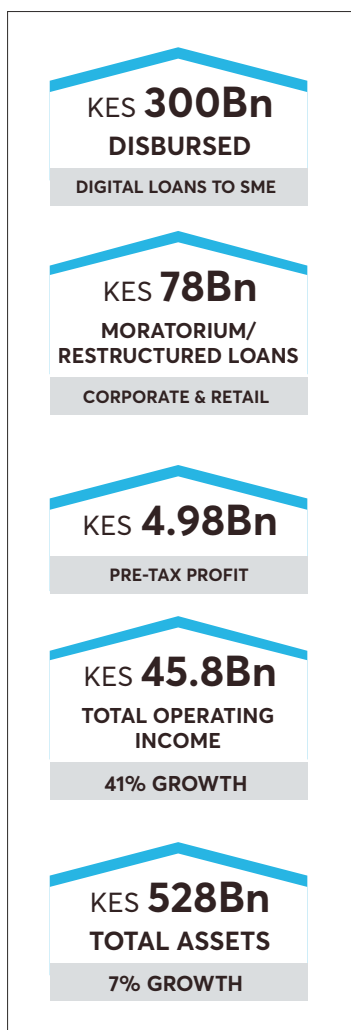 KES 300Bn
DISBURSED
DIGITAL LOANS TO SME
KES 78Bn
MORATORIUM/
RESTRUCTURED LOANS
CORPORATE & RETAIL
KES 4.98Bn
PRE-TAX PROFIT
KES 45.8Bn
TOTAL OPERATING
INCOME
41% GROWTH
KES 528Bn
TOTAL ASSETS
7% GROWTH